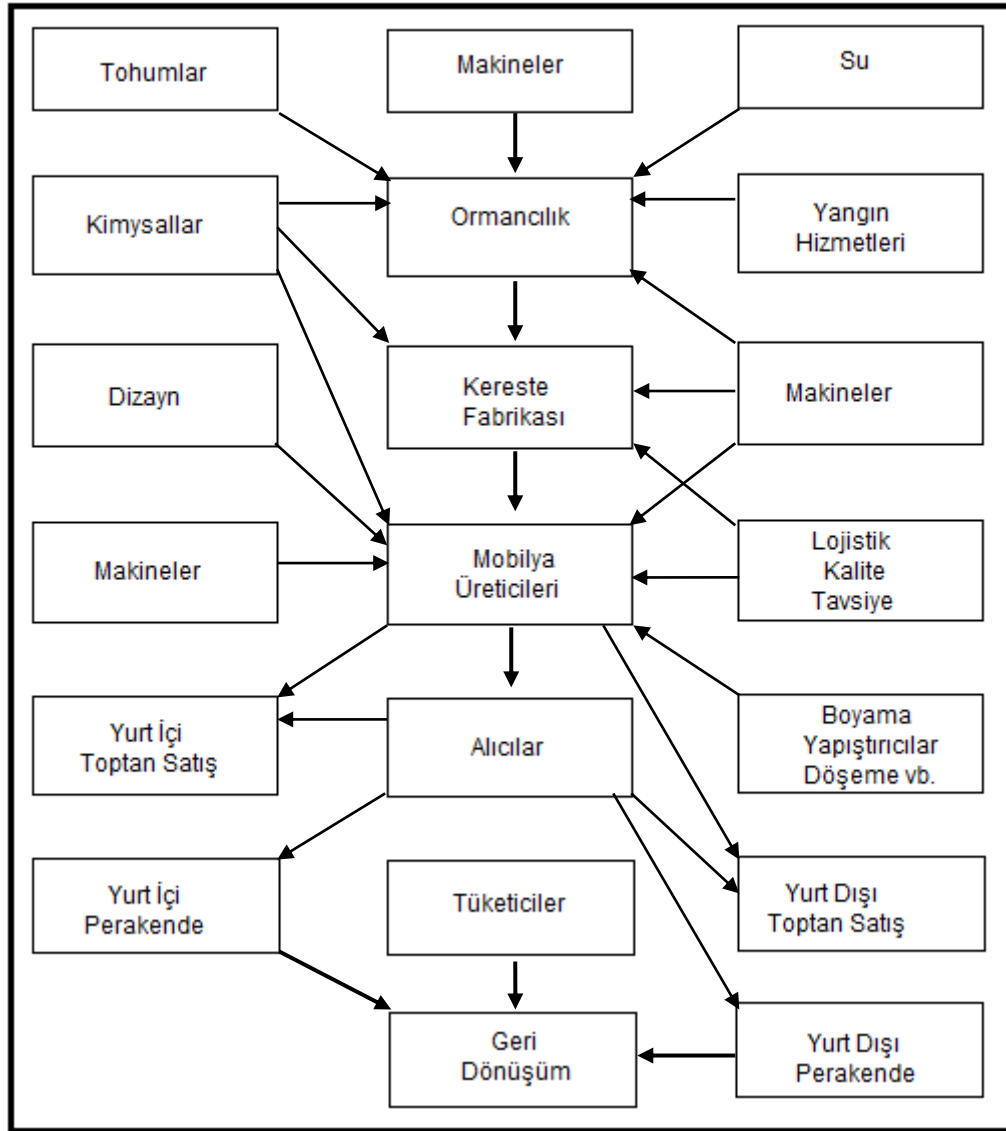 Tohumlar
Makineler
Su
Kimysallar
Ormancılık
Yangın
Hizmetleri
Dizayn
Kereste
Fabrikası
Makineler
Makineler
Mobilya
Üreticileri
Lojistik
Kalite
Tavsiye
Yurt İçi
Toptan Satış
Alıcılar
Boyama
Yapıştırıcılar
Döşeme vb.
Yurt İçi
Perakende
Tüketiciler
Yurt Dışı
Toptan Satış
Geri
Dönüşüm
Yurt Dışı
Perakende